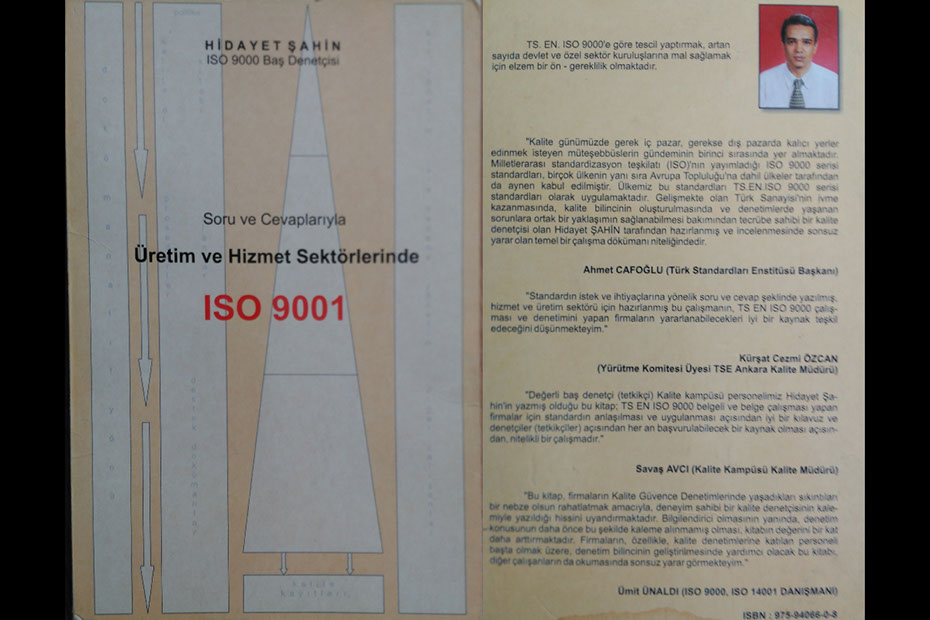 HİDAYET ŞAHİN
ISO 9000 Baş Denetçisi
Soru ve Cevaplarıyla
Üretim ve Hizmet Sektörlerinde
ISO 9001
kalite
kayıtları
TS. EN. ISO 9000'e göre tescil yaptırmak, artan
sayıda devlet ve özel sektör kuruluşlarına mal sağlamak
için elzem bir ön - gereklilik olmaktadır.
"Kalite günümüzde gerek iç pazar, gerekse dış pazarda kalıcı yerler
edinmek isteyen müteşebbüslerin gündeminin birinci sırasında yer almaktadır.
Milletlerarası standardizasyon teşkilatı (ISO)'nin yayımladığı ISO 9000 serisi
standardları, birçok ülkenin yanı sıra Avrupa Topluluğu'na dahil ülkeler tarafından
da aynen kabul edilmiştir. Ülkemiz bu standardları TS.EN.ISO 9000 serisi
standardları olarak uygulamaktadır. Gelişmekte olan Türk Sanayisi'nin ivme
kazanmasında, kalite bilincinin oluşturulmasında ve denetimlerde yaşanan
sorunlara ortak bir yaklaşımın sağlanabilmesi bakımından tecrübe sahibi bir kalite
denetçisi olan Hidayet ŞAHİN tarafından hazırlanmış ve incelenmesinde sonsuz
yarar olan temel bir çalışma dökümanı niteliğindedir.
Ahmet CAFOĞLU (Türk Standardları Enstitüsü Başkanı)
"Standardın istek ve ihtiyaçlarına yönelik soru ve cevap şeklinde yazılmış,
hizmet ve üretim sektörü için hazırlanmış bu çalışmanın, TS EN ISO 9000 çalış-
ması ve denetimini yapan firmaların yararlanabilecekleri iyi bir kaynak teşkil
edeceğini düşünmekteyim."
Kürşat Cezmi ÖZCAN
(Yürütme Komitesi Üyesi TSE Ankara Kalite Müdürü)
"Değerli baş denetçi (tetkikçi) Kalite kampüsü personelimiz Hidayet Şa-
hin'in yazmış olduğu bu kitap; TS EN ISO 9000 belgeli ve belge çalışması yapan
firmalar için standardın anlaşılması ve uygulanması açısından iyi bir kılavuz ve
denetçiler (tetkikçiler) açısından her an başvurulabilecek bir kaynak olması açısın-
dan, nitelikli bir çalışmadır."
Savaş AVCI (Kalite Kampüsü Kalite Müdürü)
"Bu kitap, firmaların Kalite Güvence Denetimlerinde yaşadıkları sıkıntıları
bir nebze olsun rahatlatmak amacıyla, deneyim sahibi bir kalite denetçisinin kale-
miyle yazıldığı hissini uyandırmaktadır. Bilgilendirici olmasının yanında, denetim
konusunun daha önce bu şekilde kaleme alınmamış olması, kitabın değerini bir kat
daha arttırmaktadır. Firmaların, özellikle, kalite denetimlerine katılan personeli
başta olmak üzere, denetim bilincinin geliştirilmesinde yardımcı olacak bu kitabı,
diğer çalışanların da okumasında sonsuz yarar görmekteyim."
Ümit ÜNALDI (ISO 9000, ISO 14001 DANIŞMANI)
ISBN : 975-94066-0-8